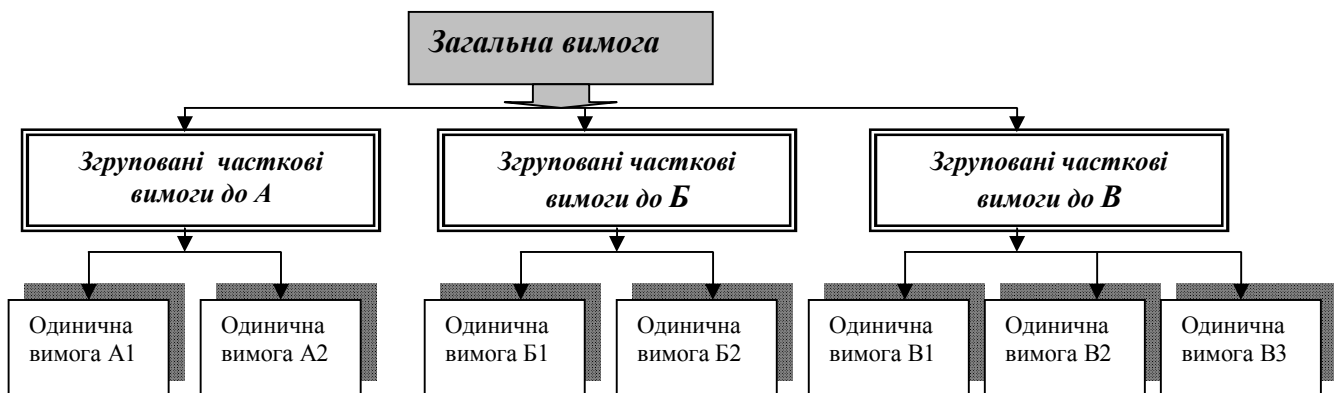 Загальна вимога
Згруповані часткові
вимоги до А
Згруповані часткові
вимоги до Б
Згруповані часткові
вимоги до В
Одинична
вимога А1
Одинична
вимога А2
Одинична
вимога Б1
Одинична
вимога Б2
Одинична
вимога В1
Одинична
вимога В2
Одинична
вимога В3